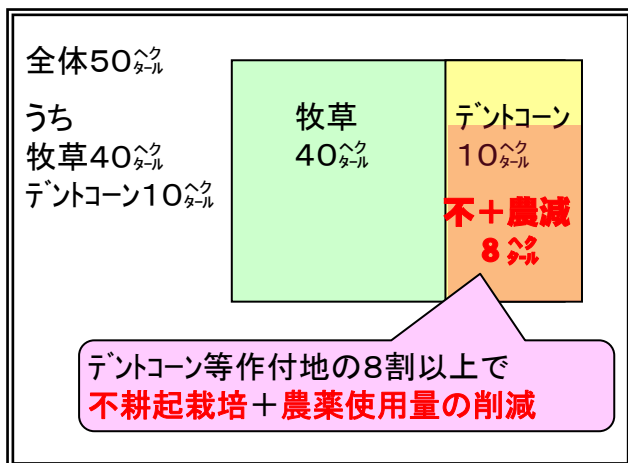 全体50㌶
うち
牧草40㌶
デントコーン10㌶
牧草
40㌶
デントコーン
10㌶
不＋農減
8㌶
デントコーン等作付地の8割以上で
不耕起栽培＋農薬使用量の削減